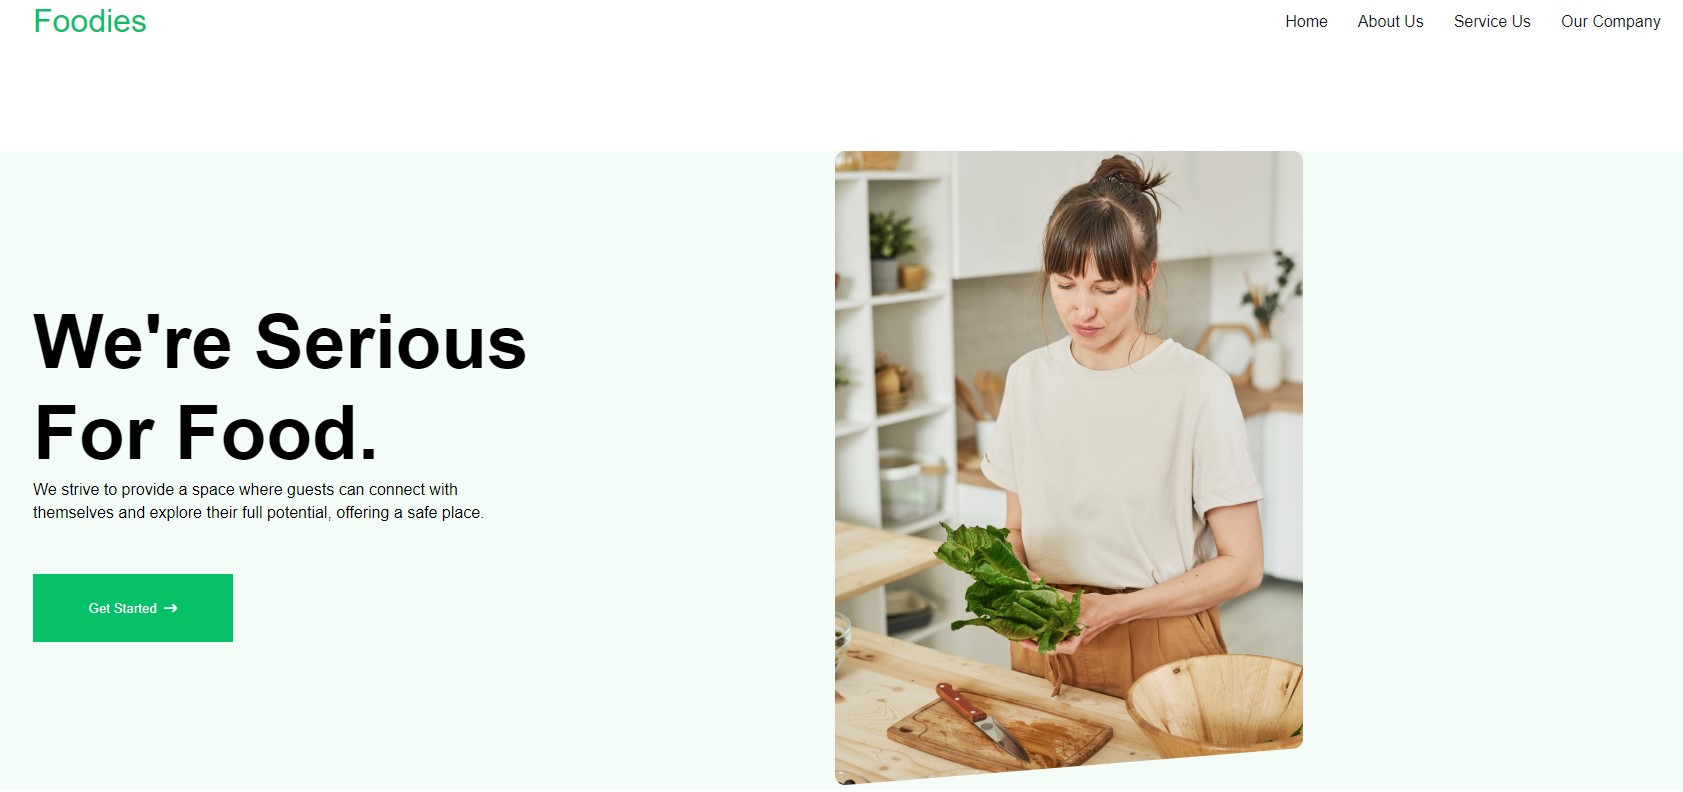 Foodies
Home About Us Service Us Our Company
We're Serious
For Food.
We strive to provide a space where guests can connect with
themselves and explore their full potential, offering a safe place.
Get Started →